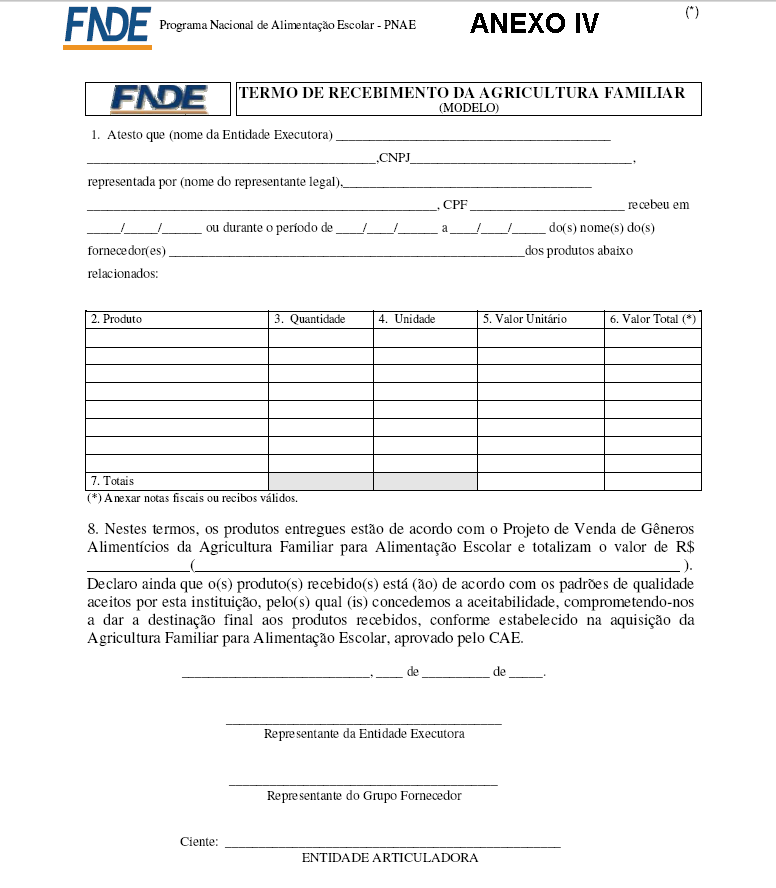 FNDE Programa Nacional de Alimentação Escolar - PNAE ANEXO IV (*)
FNDE TERMO DE RECEBIMENTO DA AGRICULTURA FAMILIAR
(MODELO)
1. Atesto que (nome da Entidade Executora) ________________________________________
__________________________________________,CNPJ________________________________,
representada por (nome do representante legal),____________________________________
___________________________________________________, CPF ______________________ recebeu em
_____/_____/______ ou durante o período de ____/____/______ a ____/____/_____ do(s) nome(s) do(s)
fornecedor(es) ____________________________________________________dos produtos abaixo
relacionados:
2. Produto 3. Quantidade 4. Unidade 5. Valor Unitário 6. Valor Total (*)
7. Totais
(*) Anexar notas fiscais ou recibos válidos.
8. Nestes termos, os produtos entregues estão de acordo com o Projeto de Venda de Gêneros
Alimentícios da Agricultura Familiar para Alimentação Escolar e totalizam o valor de R$
____________(__________________________________________________________ ).
Declaro ainda que o(s) produto(s) recebido(s) está (ão) de acordo com os padrões de qualidade
aceitos por esta instituição, pelo(s) qual (is) concedemos a aceitabilidade, comprometendo-nos
a dar a destinação final aos produtos recebidos, conforme estabelecido na aquisição da
Agricultura Familiar para Alimentação Escolar, aprovado pelo CAE.
____________________________, ____ de __________ de _____.
_________________________________________
Representante da Entidade Executora
________________________________________
Representante do Grupo Fornecedor
Ciente: __________________________________________________
ENTIDADE ARTICULADORA